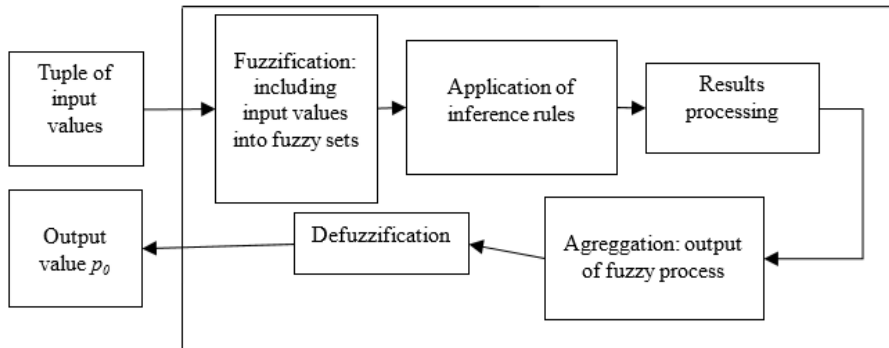 Tuple of
input
values
Fuzzification:
including
input values
into fuzzy sets
Application of
inference rules
Results
processing
Output
value p₀
Defuzzification
Agreggation: output
of fuzzy process